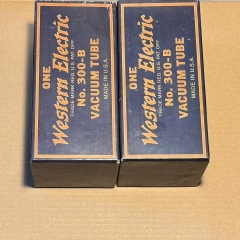 ONE
Western Electric
TRADE MARK REG. U.S. PAT. OFF.
No. 300-B
VACUUM TUBE
MADE IN U.S.A.
ONE
Western Electric
TRADE MARK REG. U.S. PAT. OFF.
No. 300-B
VACUUM TUBE
MADE IN U.S.A.